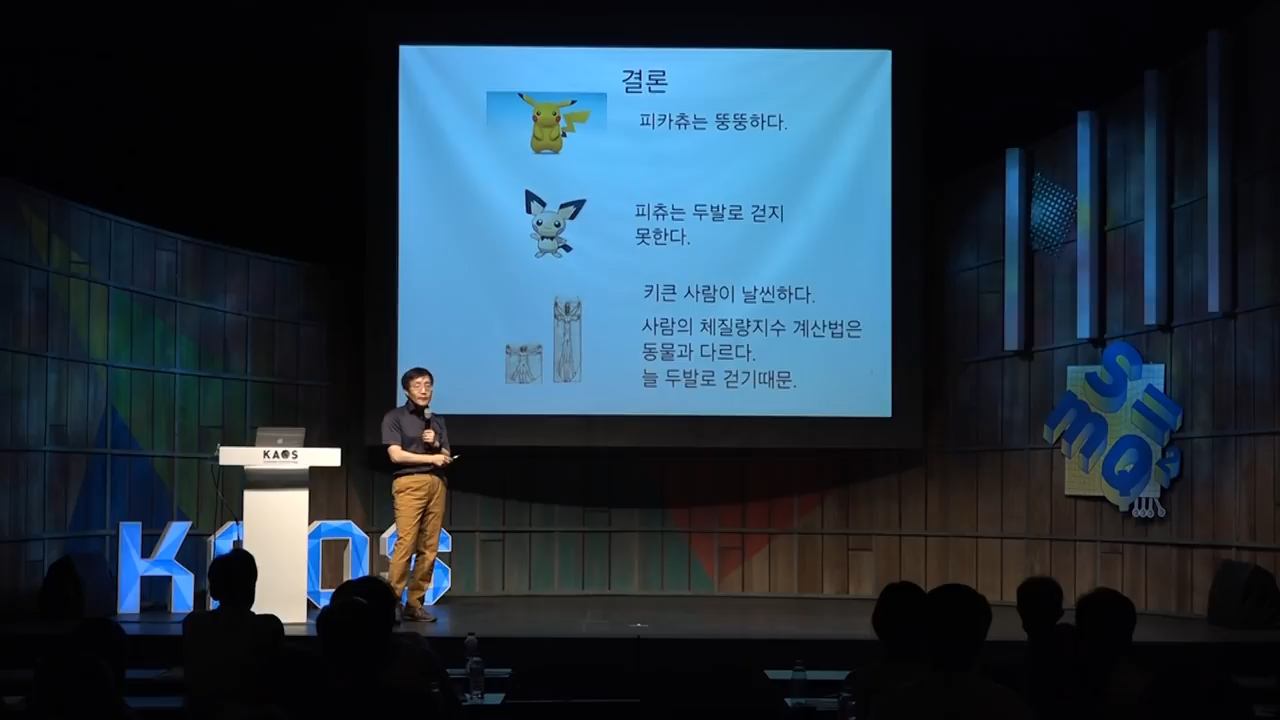 결론
피카츄는 뚱뚱하다.
피츄는 두발로 걷지
못한다.
키큰 사람이 날씬하다.
사람의 체질량지수 계산법은
동물과 다르다.
늘 두발로 걷기때문.
KAOS
KAOS